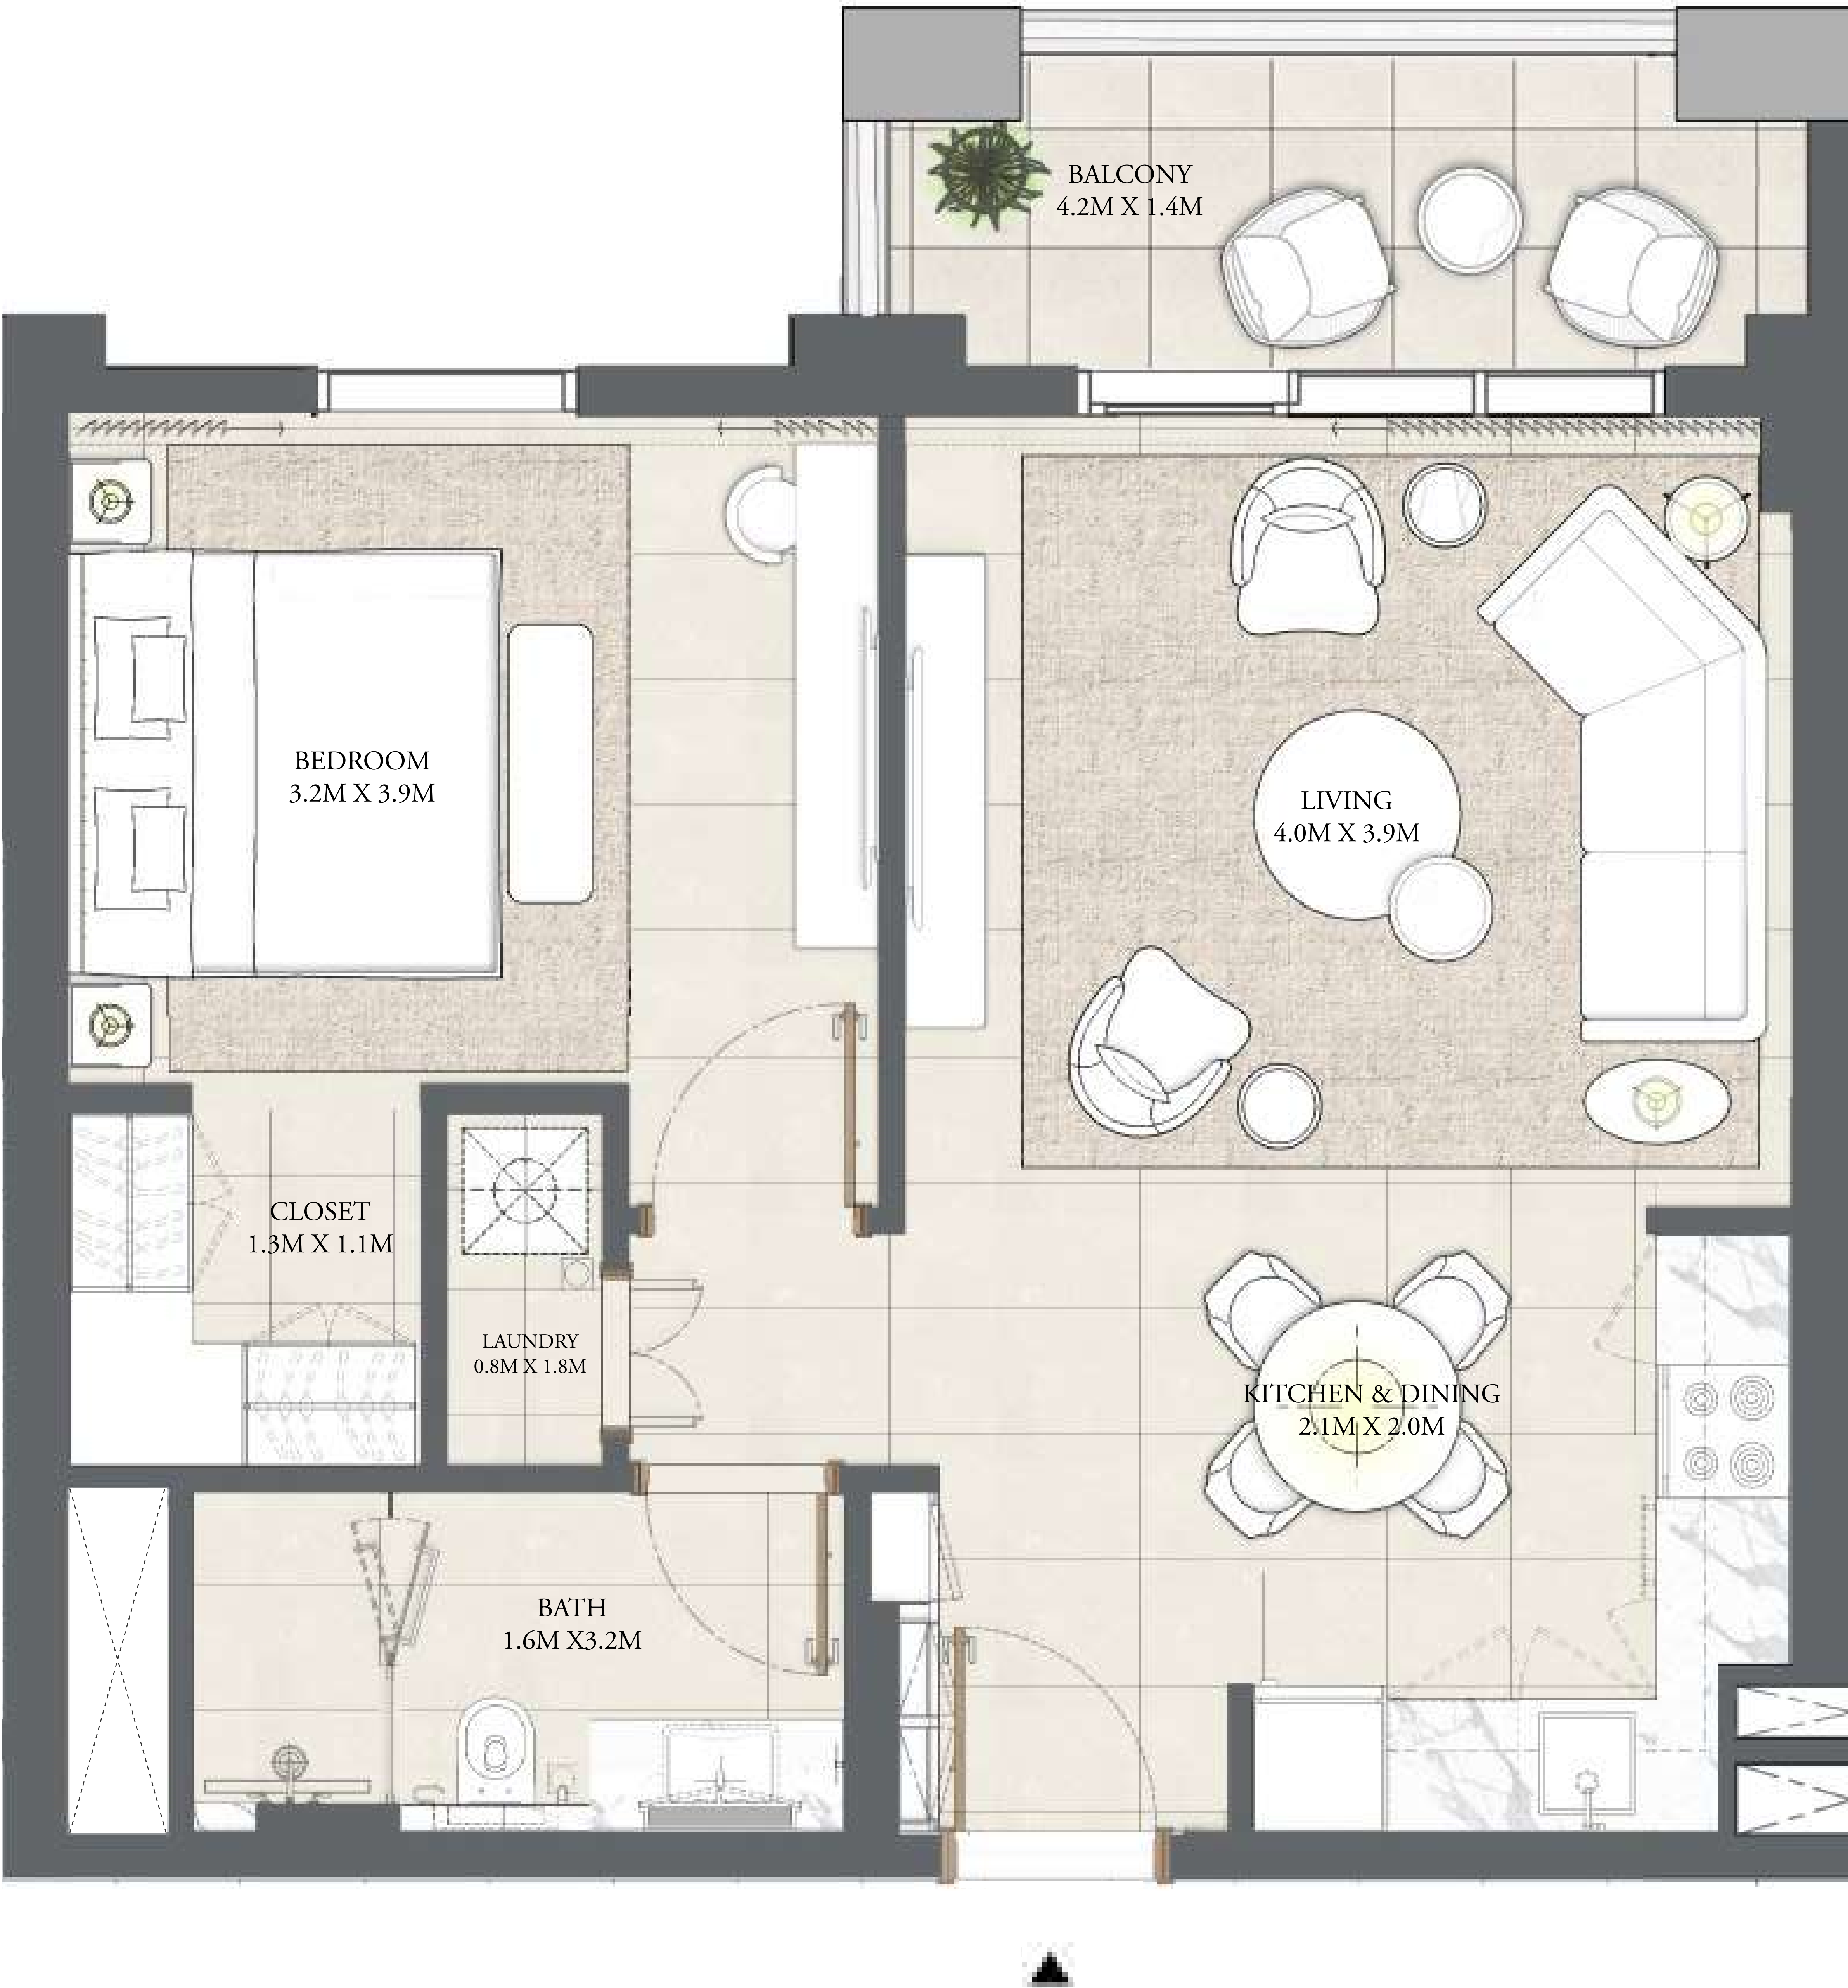 BALCONY
4.2M X 1.4M
BEDROOM
3.2M X 3.9M
LIVING
4.0M X 3.9M
CLOSET
1.3M X 1.1M
LAUNDRY
0.8M X 1.8M
KITCHEN & DINING
2.1M X 2.0M
BATH
1.6M X3.2M